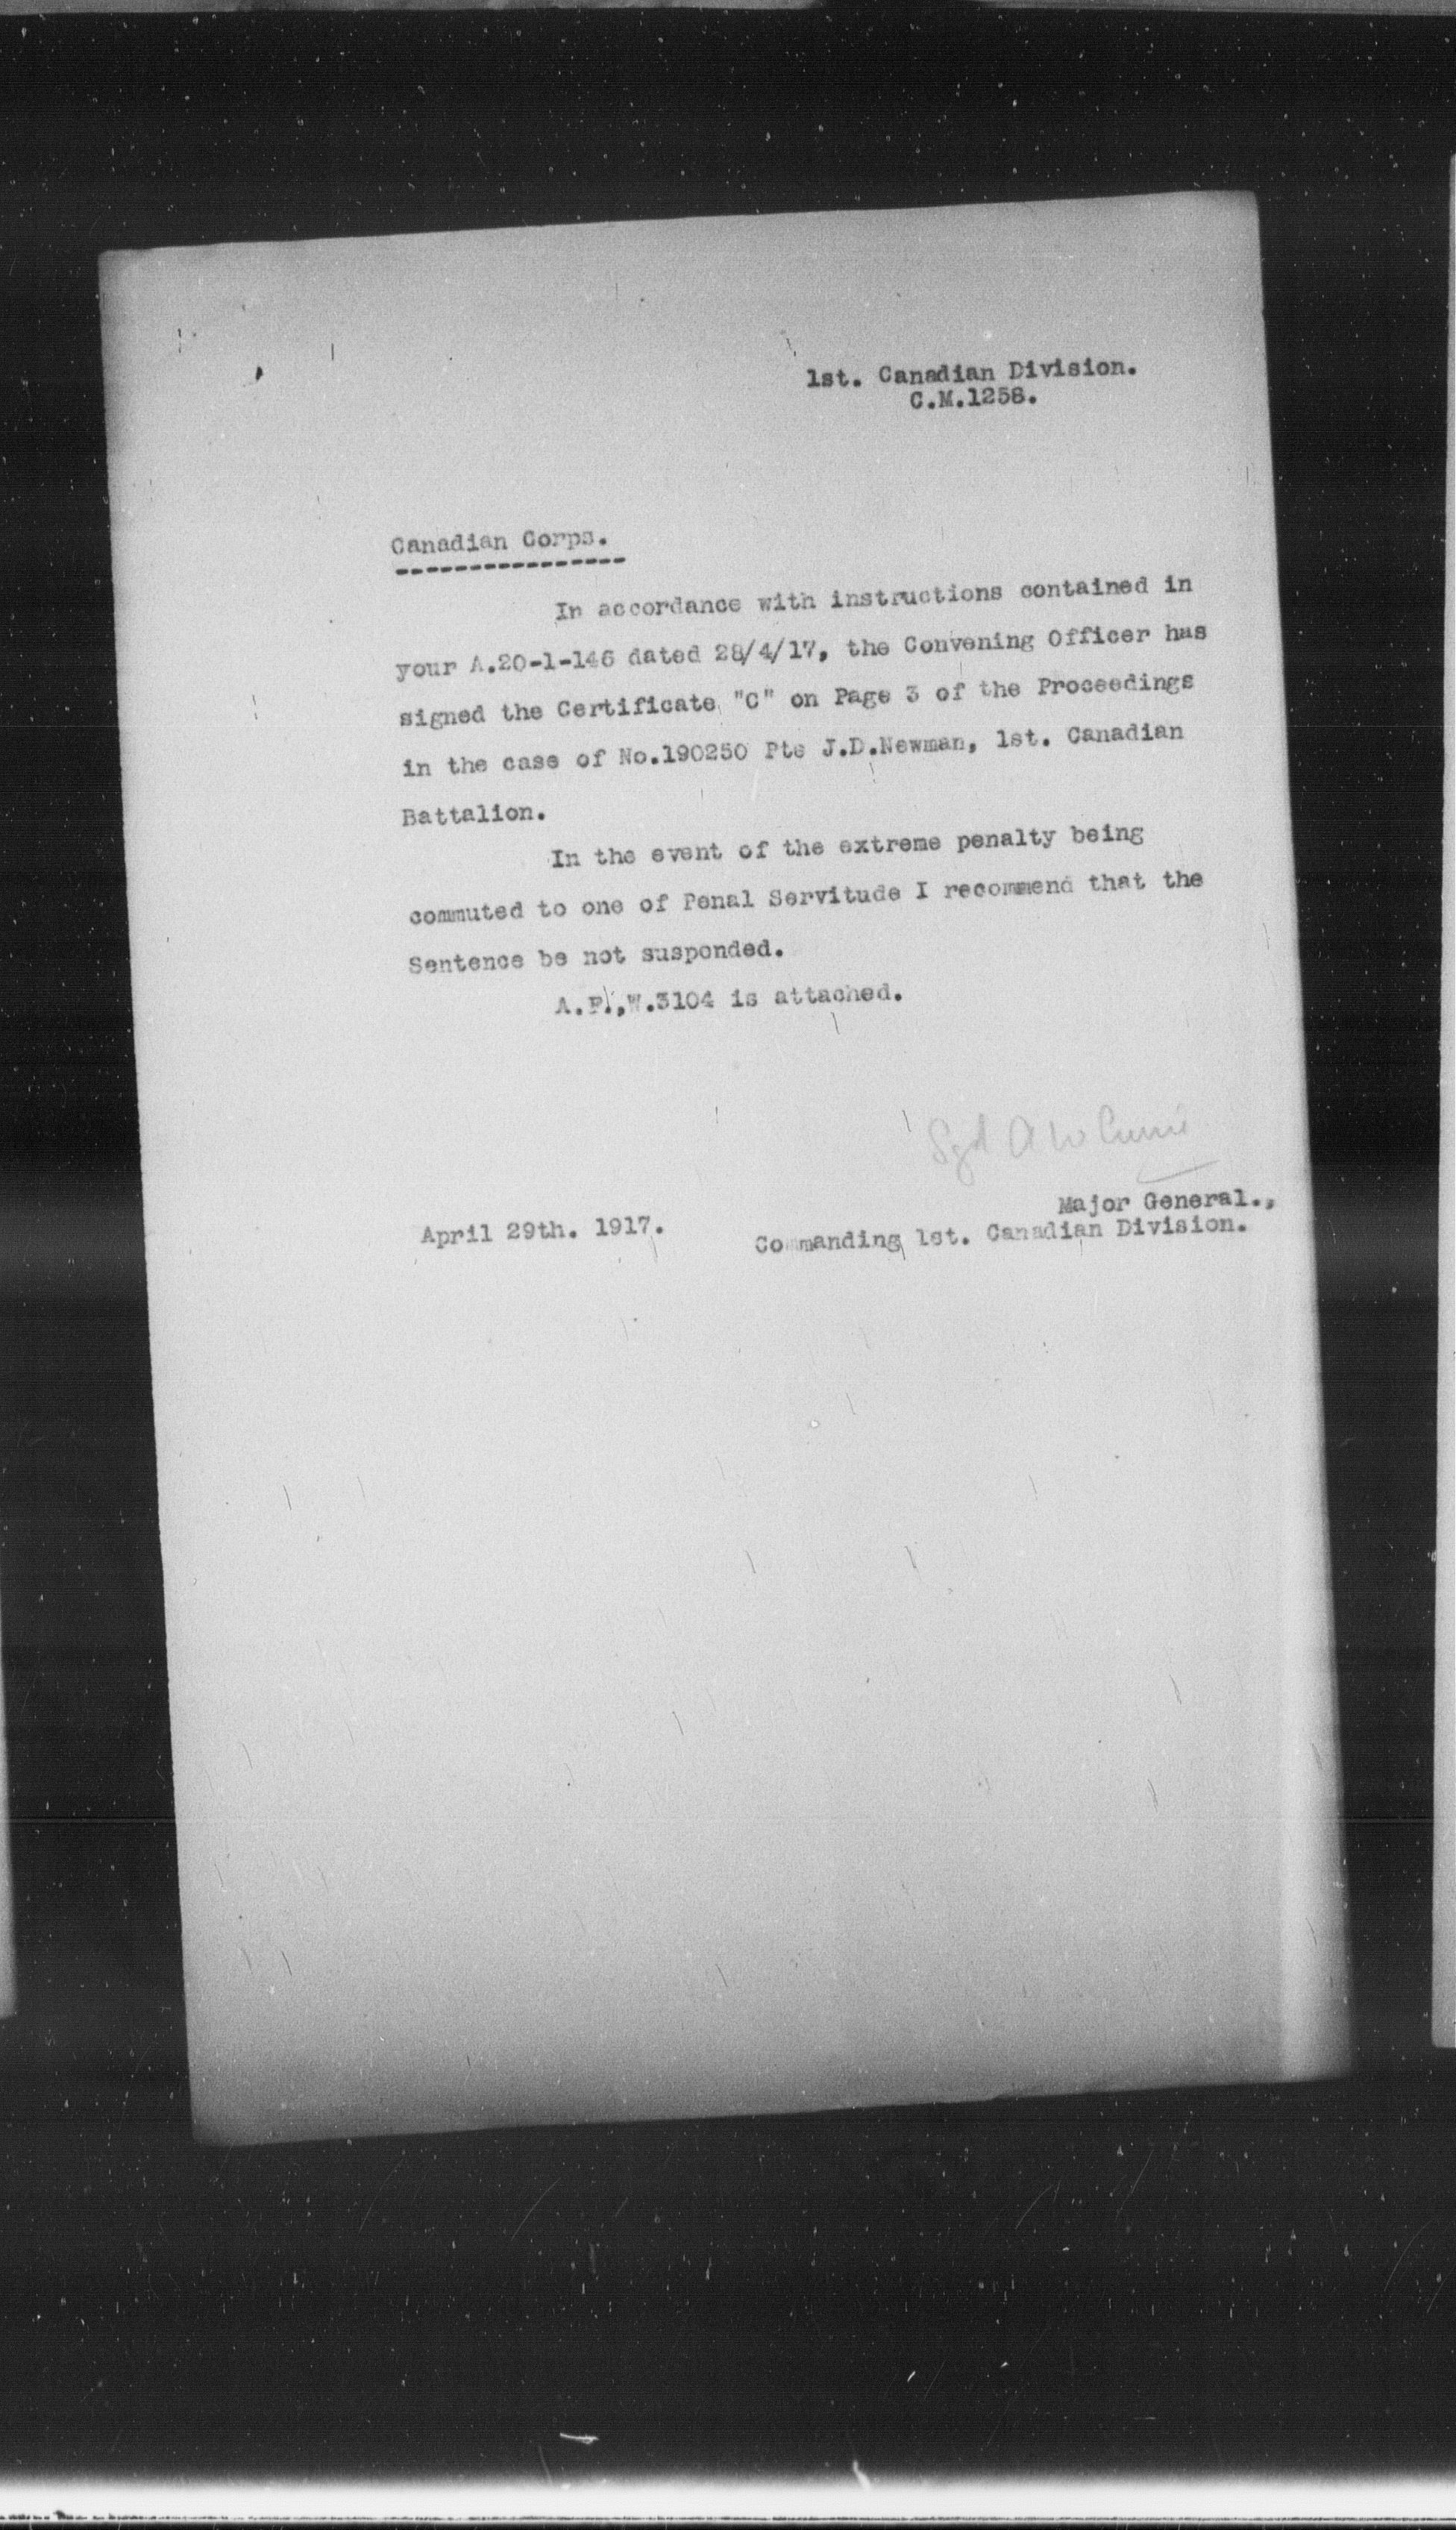 1st. Canadian Division.
C.M.1258.
Canadian Corps.
In accordance with instructions contained in
your A.20-1-146 dated 28/4/17, the Convening Officer has
signed the Certificate "C" on Page 3 of the Proceedings
in the case of No.190250 Pte J.D.Newman, 1st. Canadian
Battalion.
In the event of the extreme penalty being
commuted to one of Penal Servitude I recommend that the
Sentence be not suspended.
A.F.,W.3104 is attached.
Sgd A W Currie
Major General.,
April 29th. 1917. Commanding 1st. Canadian Division.